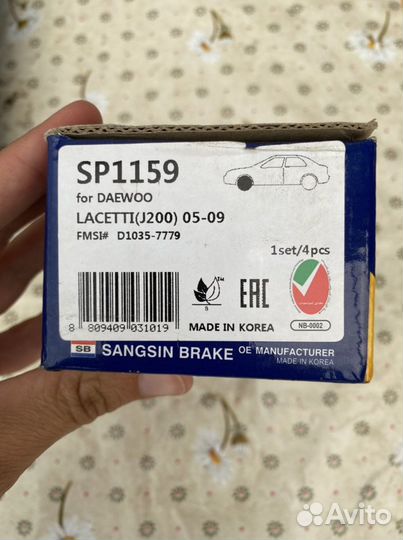 SP1159
for DAEWOO
LACETTI(J200) 05-09
FMSI# D1035-7779
1set/4pcs
8 809409 031019
TM
s
EAC
MADE IN KOREA
NB-0002
SB SANGSIN BRAKE OE MANUFACTURER
MADE IN KOREA
Avito